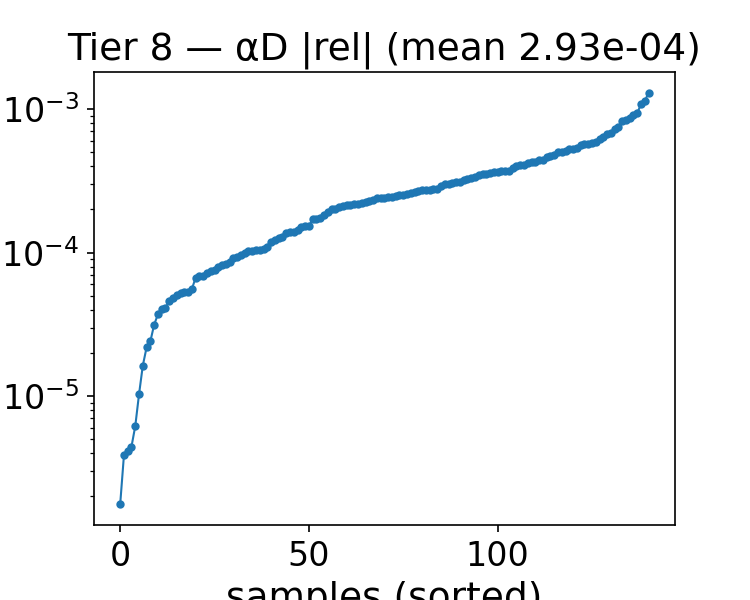 Tier 8 — αD |rel| (mean 2.93e-04)
10⁻³
10⁻⁴
10⁻⁵
0 50 100
samples (sorted)